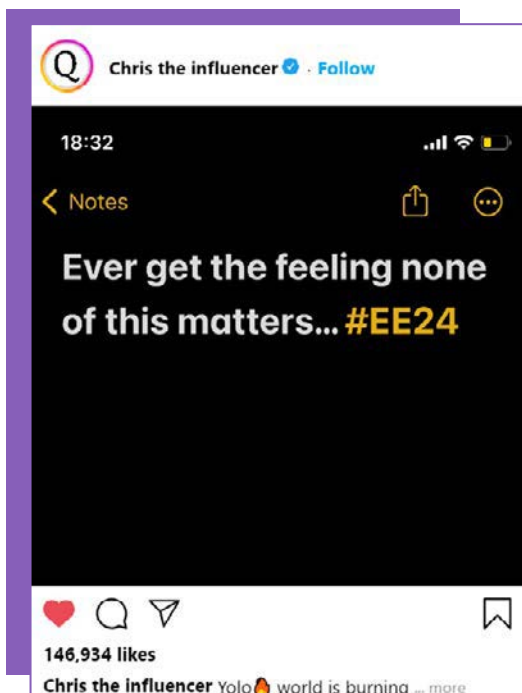 Q
Chris the influencer · Follow
18:32
Notes
Ever get the feeling none
of this matters... #EE24
146,934 likes
Chris the influencer Yolo🔥 world is burning ... more